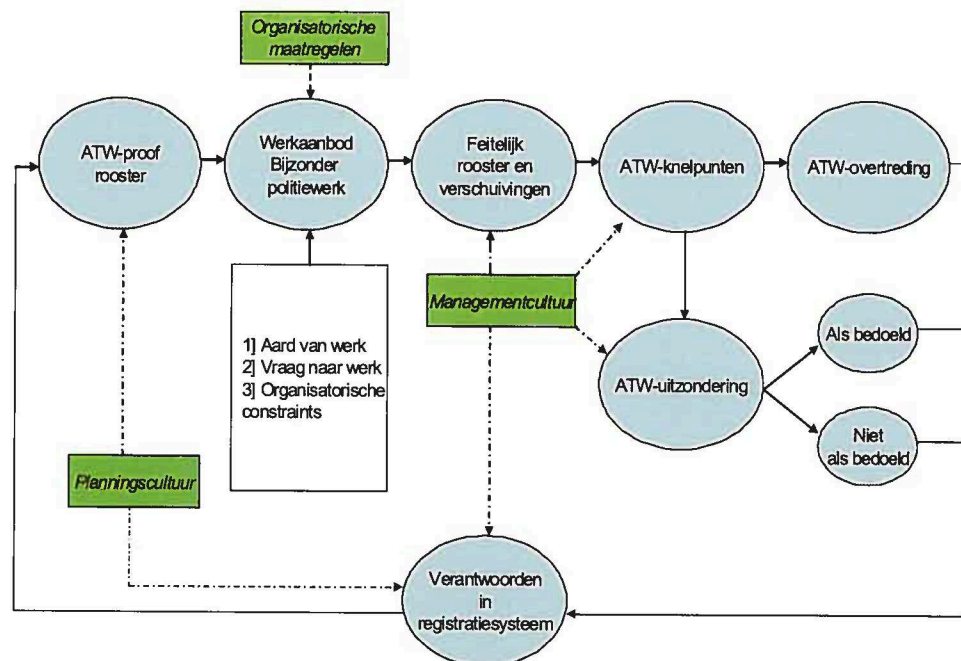 Organisatorische
maatregelen
ATW-proof
rooster
Werkaanbod
Bijzonder
politiewerk
Feitelijk
rooster en
verschuivingen
ATW-knelpunten
ATW-overtreding
Managementcultuur
1] Aard van werk
2] Vraag naar werk
3] Organisatorische
constraints
ATW-uitzondering
Als bedoeld
Niet
als bedoeld
Planningscultuur
Verantwoorden
in
registratiesysteem